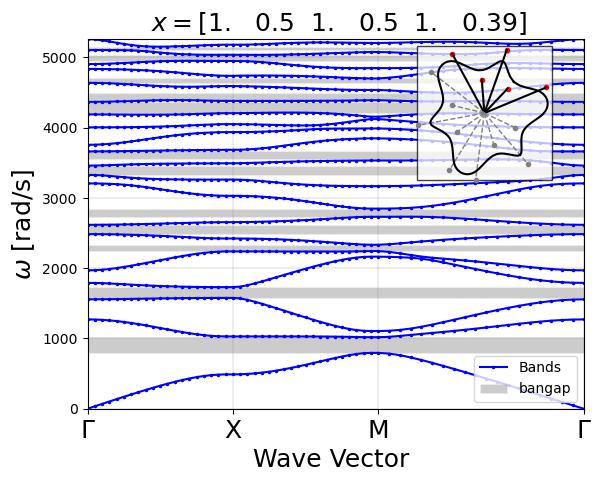 x = [1. 0.5 1. 0.5 1. 0.39]
5000
4000
3000
2000
1000
0
ω [rad/s]
Bands
bangap
Γ X M Γ
Wave Vector